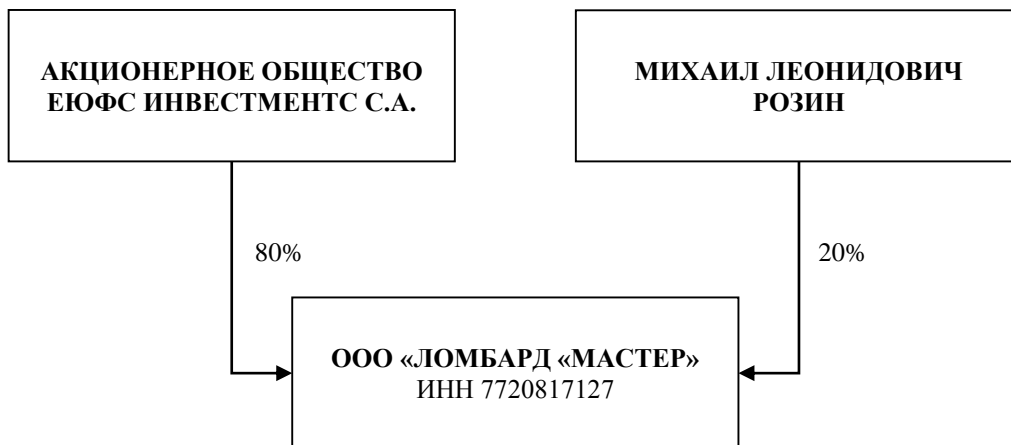 АКЦИОНЕРНОЕ ОБЩЕСТВО
ЕЮФС ИНВЕСТМЕНТС С.А.
МИХАИЛ ЛЕОНИДОВИЧ
РОЗИН
80%
20%
ООО «ЛОМБАРД «МАСТЕР»
ИНН 7720817127